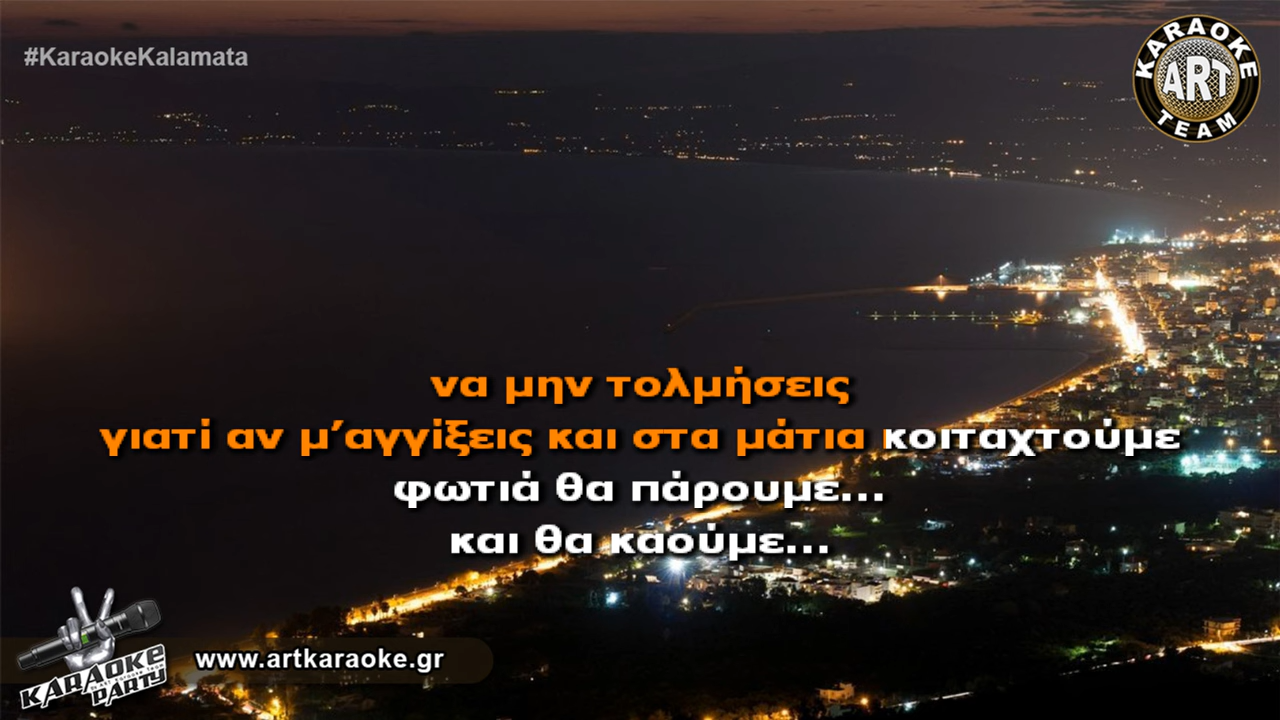 #KaraokeKalamata
KARAOKE
ART
TEAM
να μην τολμήσεις
γιατί αν μ’αγγίξεις και στα μάτια κοιταχτούμε
φωτιά θα πάρουμε...
και θα καούμε...
KARAOKE
PARTY
www.artkaraoke.gr